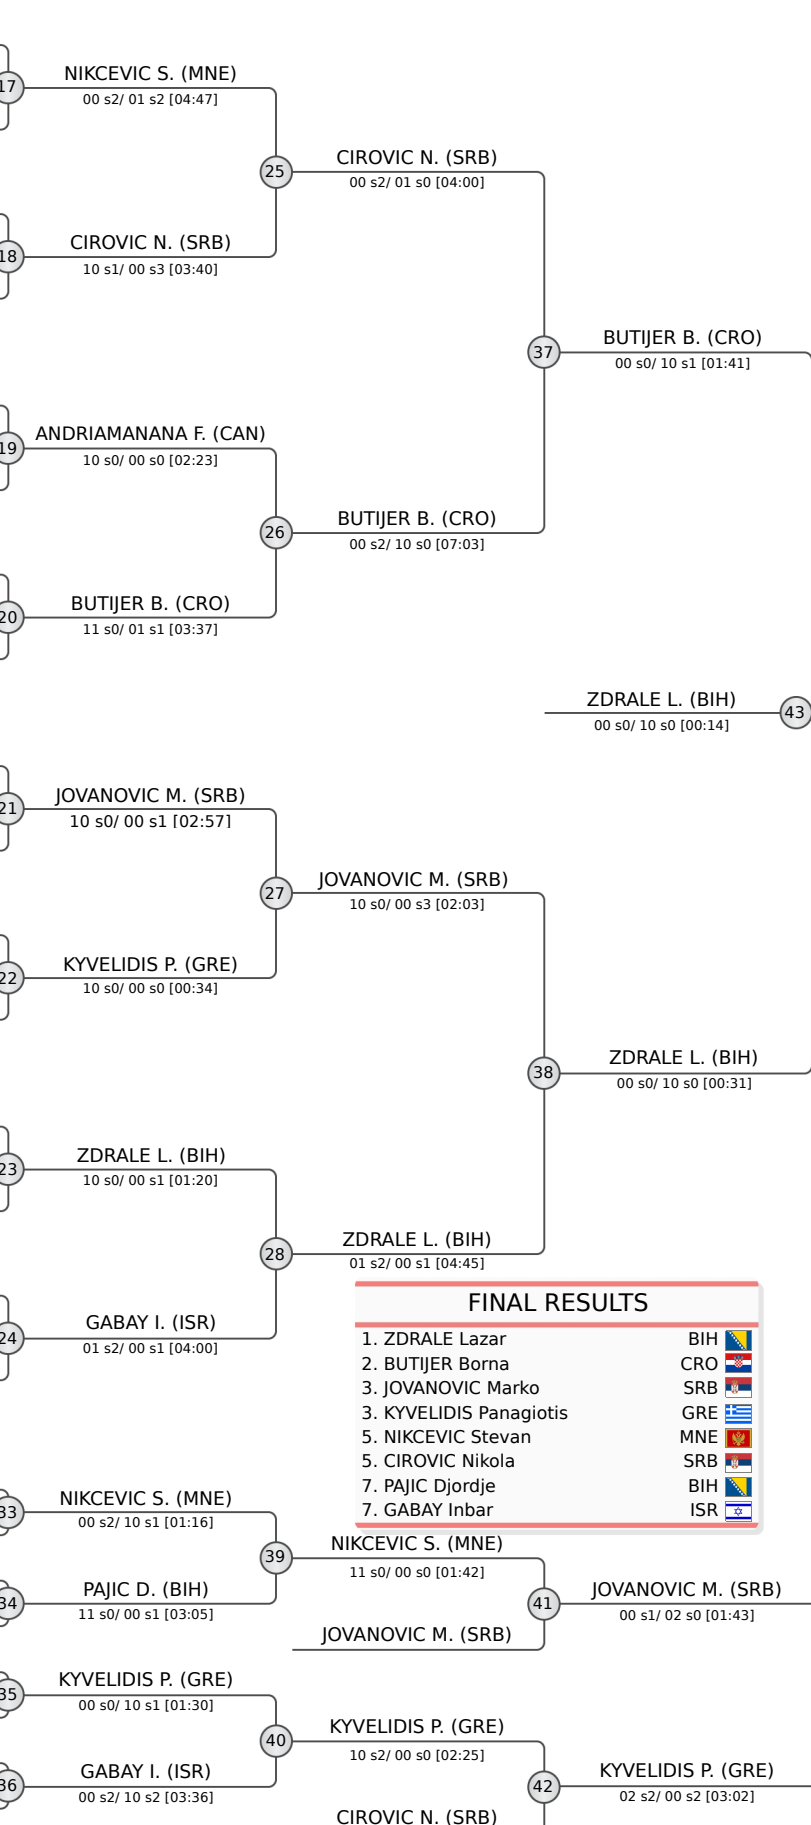 17
NIKCEVIC S. (MNE)
00 s2/ 01 s2 [04:47]
25
CIROVIC N. (SRB)
00 s2/ 01 s0 [04:00]
18
CIROVIC N. (SRB)
10 s1/ 00 s3 [03:40]
37
BUTIJER B. (CRO)
00 s0/ 10 s1 [01:41]
19
ANDRIAMANANA F. (CAN)
10 s0/ 00 s0 [02:23]
26
BUTIJER B. (CRO)
00 s2/ 10 s0 [07:03]
20
BUTIJER B. (CRO)
11 s0/ 01 s1 [03:37]
ZDRALE L. (BIH)
00 s0/ 10 s0 [00:14]
43
21
JOVANOVIC M. (SRB)
10 s0/ 00 s1 [02:57]
27
JOVANOVIC M. (SRB)
10 s0/ 00 s3 [02:03]
22
KYVELIDIS P. (GRE)
10 s0/ 00 s0 [00:34]
38
ZDRALE L. (BIH)
00 s0/ 10 s0 [00:31]
23
ZDRALE L. (BIH)
10 s0/ 00 s1 [01:20]
28
ZDRALE L. (BIH)
01 s2/ 00 s1 [04:45]
24
GABAY I. (ISR)
01 s2/ 00 s1 [04:00]
FINAL RESULTS
1. ZDRALE Lazar BIH
2. BUTIJER Borna CRO
3. JOVANOVIC Marko SRB
3. KYVELIDIS Panagiotis GRE
5. NIKCEVIC Stevan MNE
5. CIROVIC Nikola SRB
7. PAJIC Djordje BIH
7. GABAY Inbar ISR
33
NIKCEVIC S. (MNE)
00 s2/ 10 s1 [01:16]
39
NIKCEVIC S. (MNE)
11 s0/ 00 s0 [01:42]
34
PAJIC D. (BIH)
11 s0/ 00 s1 [03:05]
41
JOVANOVIC M. (SRB)
00 s1/ 02 s0 [01:43]
JOVANOVIC M. (SRB)
35
KYVELIDIS P. (GRE)
00 s0/ 10 s1 [01:30]
40
KYVELIDIS P. (GRE)
10 s2/ 00 s0 [02:25]
36
GABAY I. (ISR)
00 s2/ 10 s2 [03:36]
42
KYVELIDIS P. (GRE)
02 s2/ 00 s2 [03:02]
CIROVIC N. (SRB)